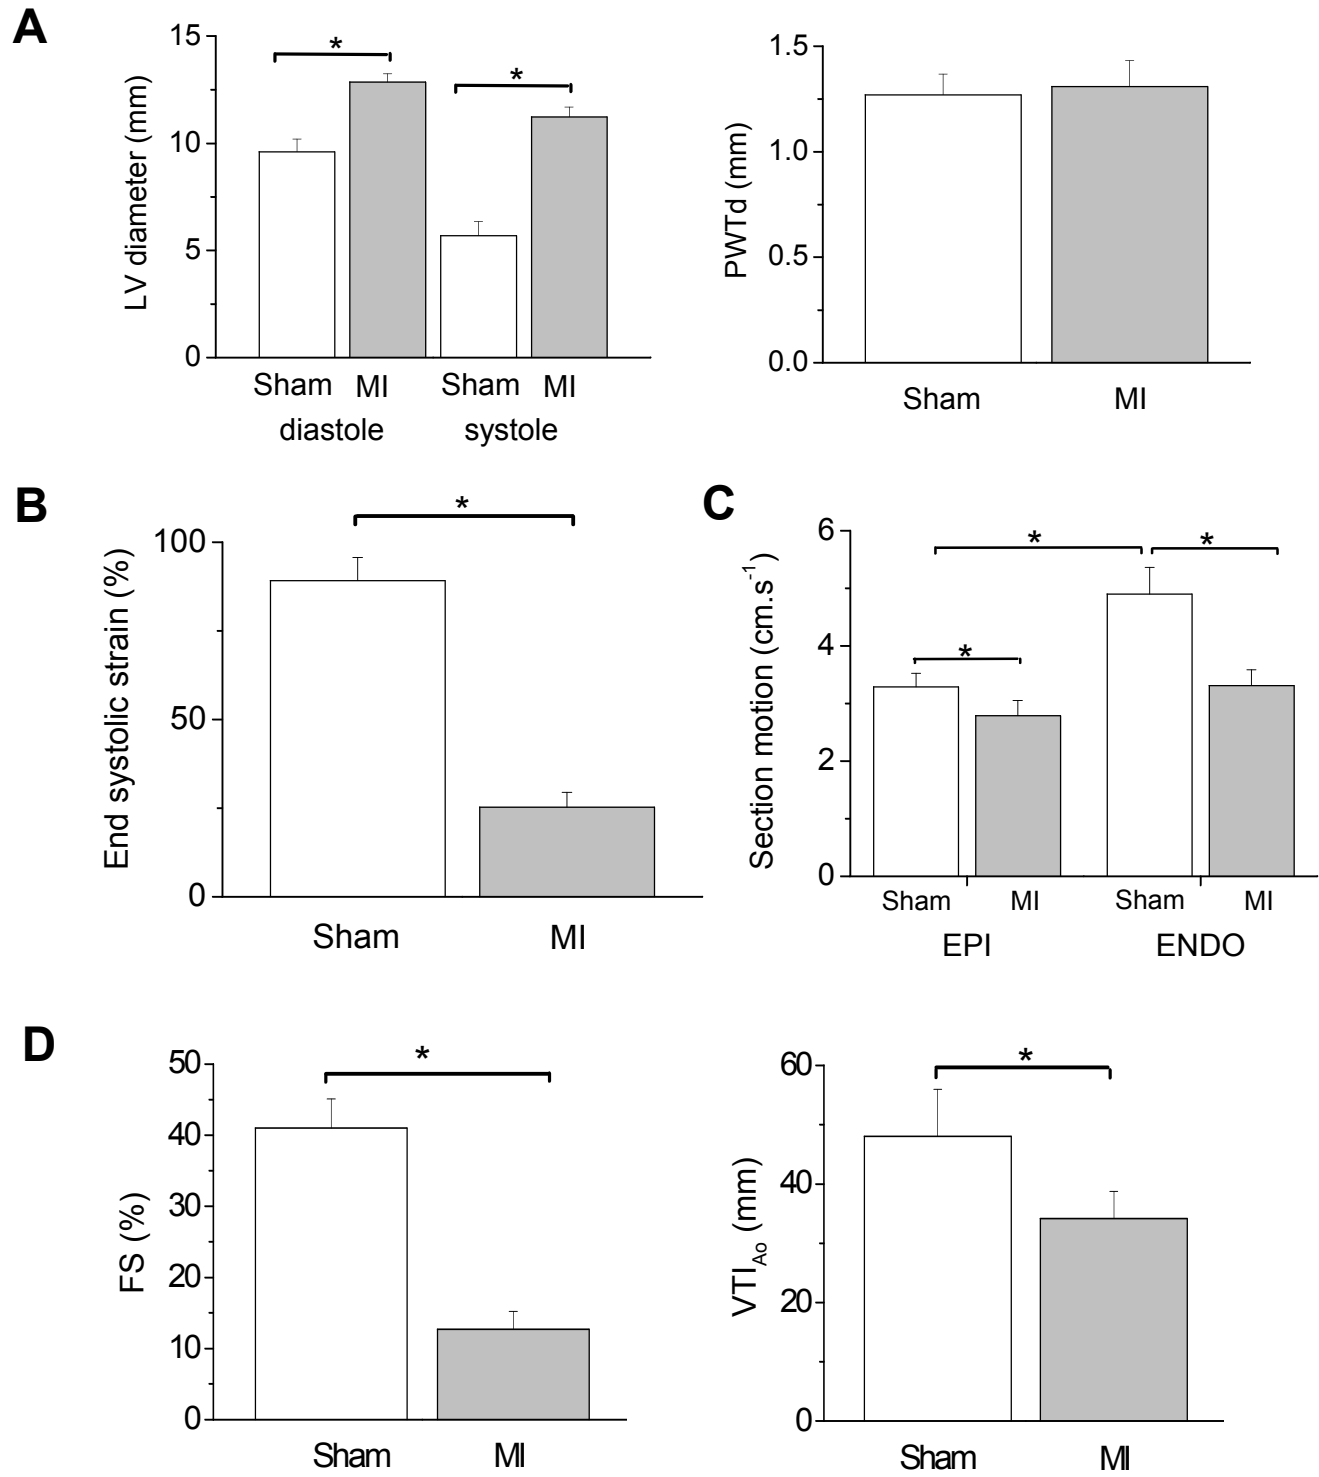 A
15
10
5
0
LV diameter (mm)
*
*
Sham MI Sham MI
diastole systole
1.5
1.0
0.5
0.0
PWTd (mm)
Sham MI
B
100
50
0
End systolic strain (%)
*
Sham MI
C
6
4
2
0
Section motion (cm.s-1)
*
*
*
Sham MI Sham MI
EPI ENDO
D
50
40
30
20
10
0
FS (%)
*
Sham MI
60
40
20
0
VTIAo (mm)
*
Sham MI